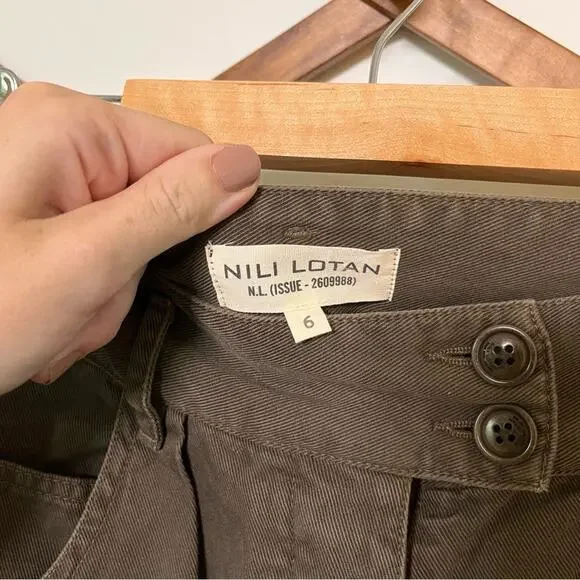 NILI LOTAN
N.L. (ISSUE - 2609988)
6